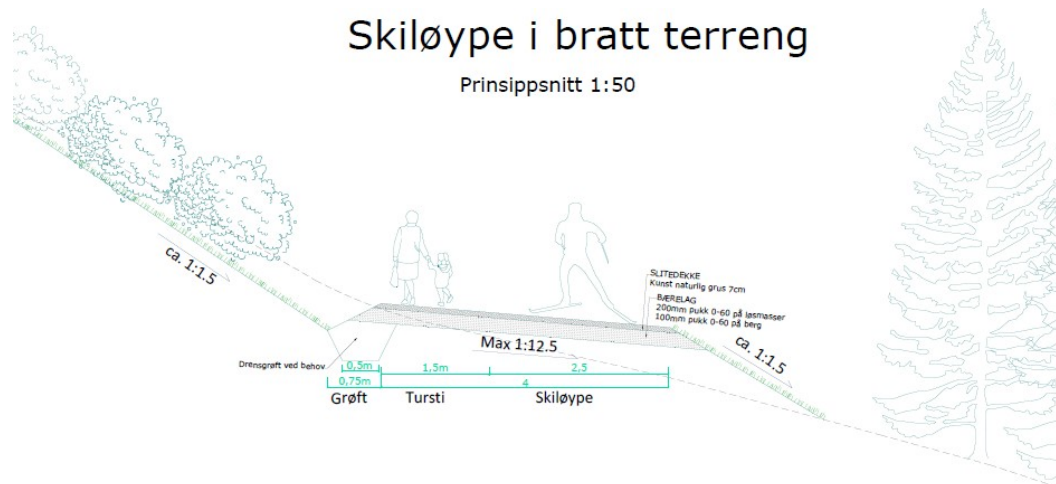 Skiløype i bratt terreng
Prinsippsnitt 1:50
ca. 1:1.5
SLITEDEKKE
Kunst naturlig grus 7cm
BÆRELAG
200mm pukk 0-60 på løsmasser
100mm pukk 0-60 på berg
ca. 1:1.5
Max 1:12.5
Drensgrøft ved behov
0,5m
1,5m
2,5
0,75m
4
Grøft
Tursti
Skiløype